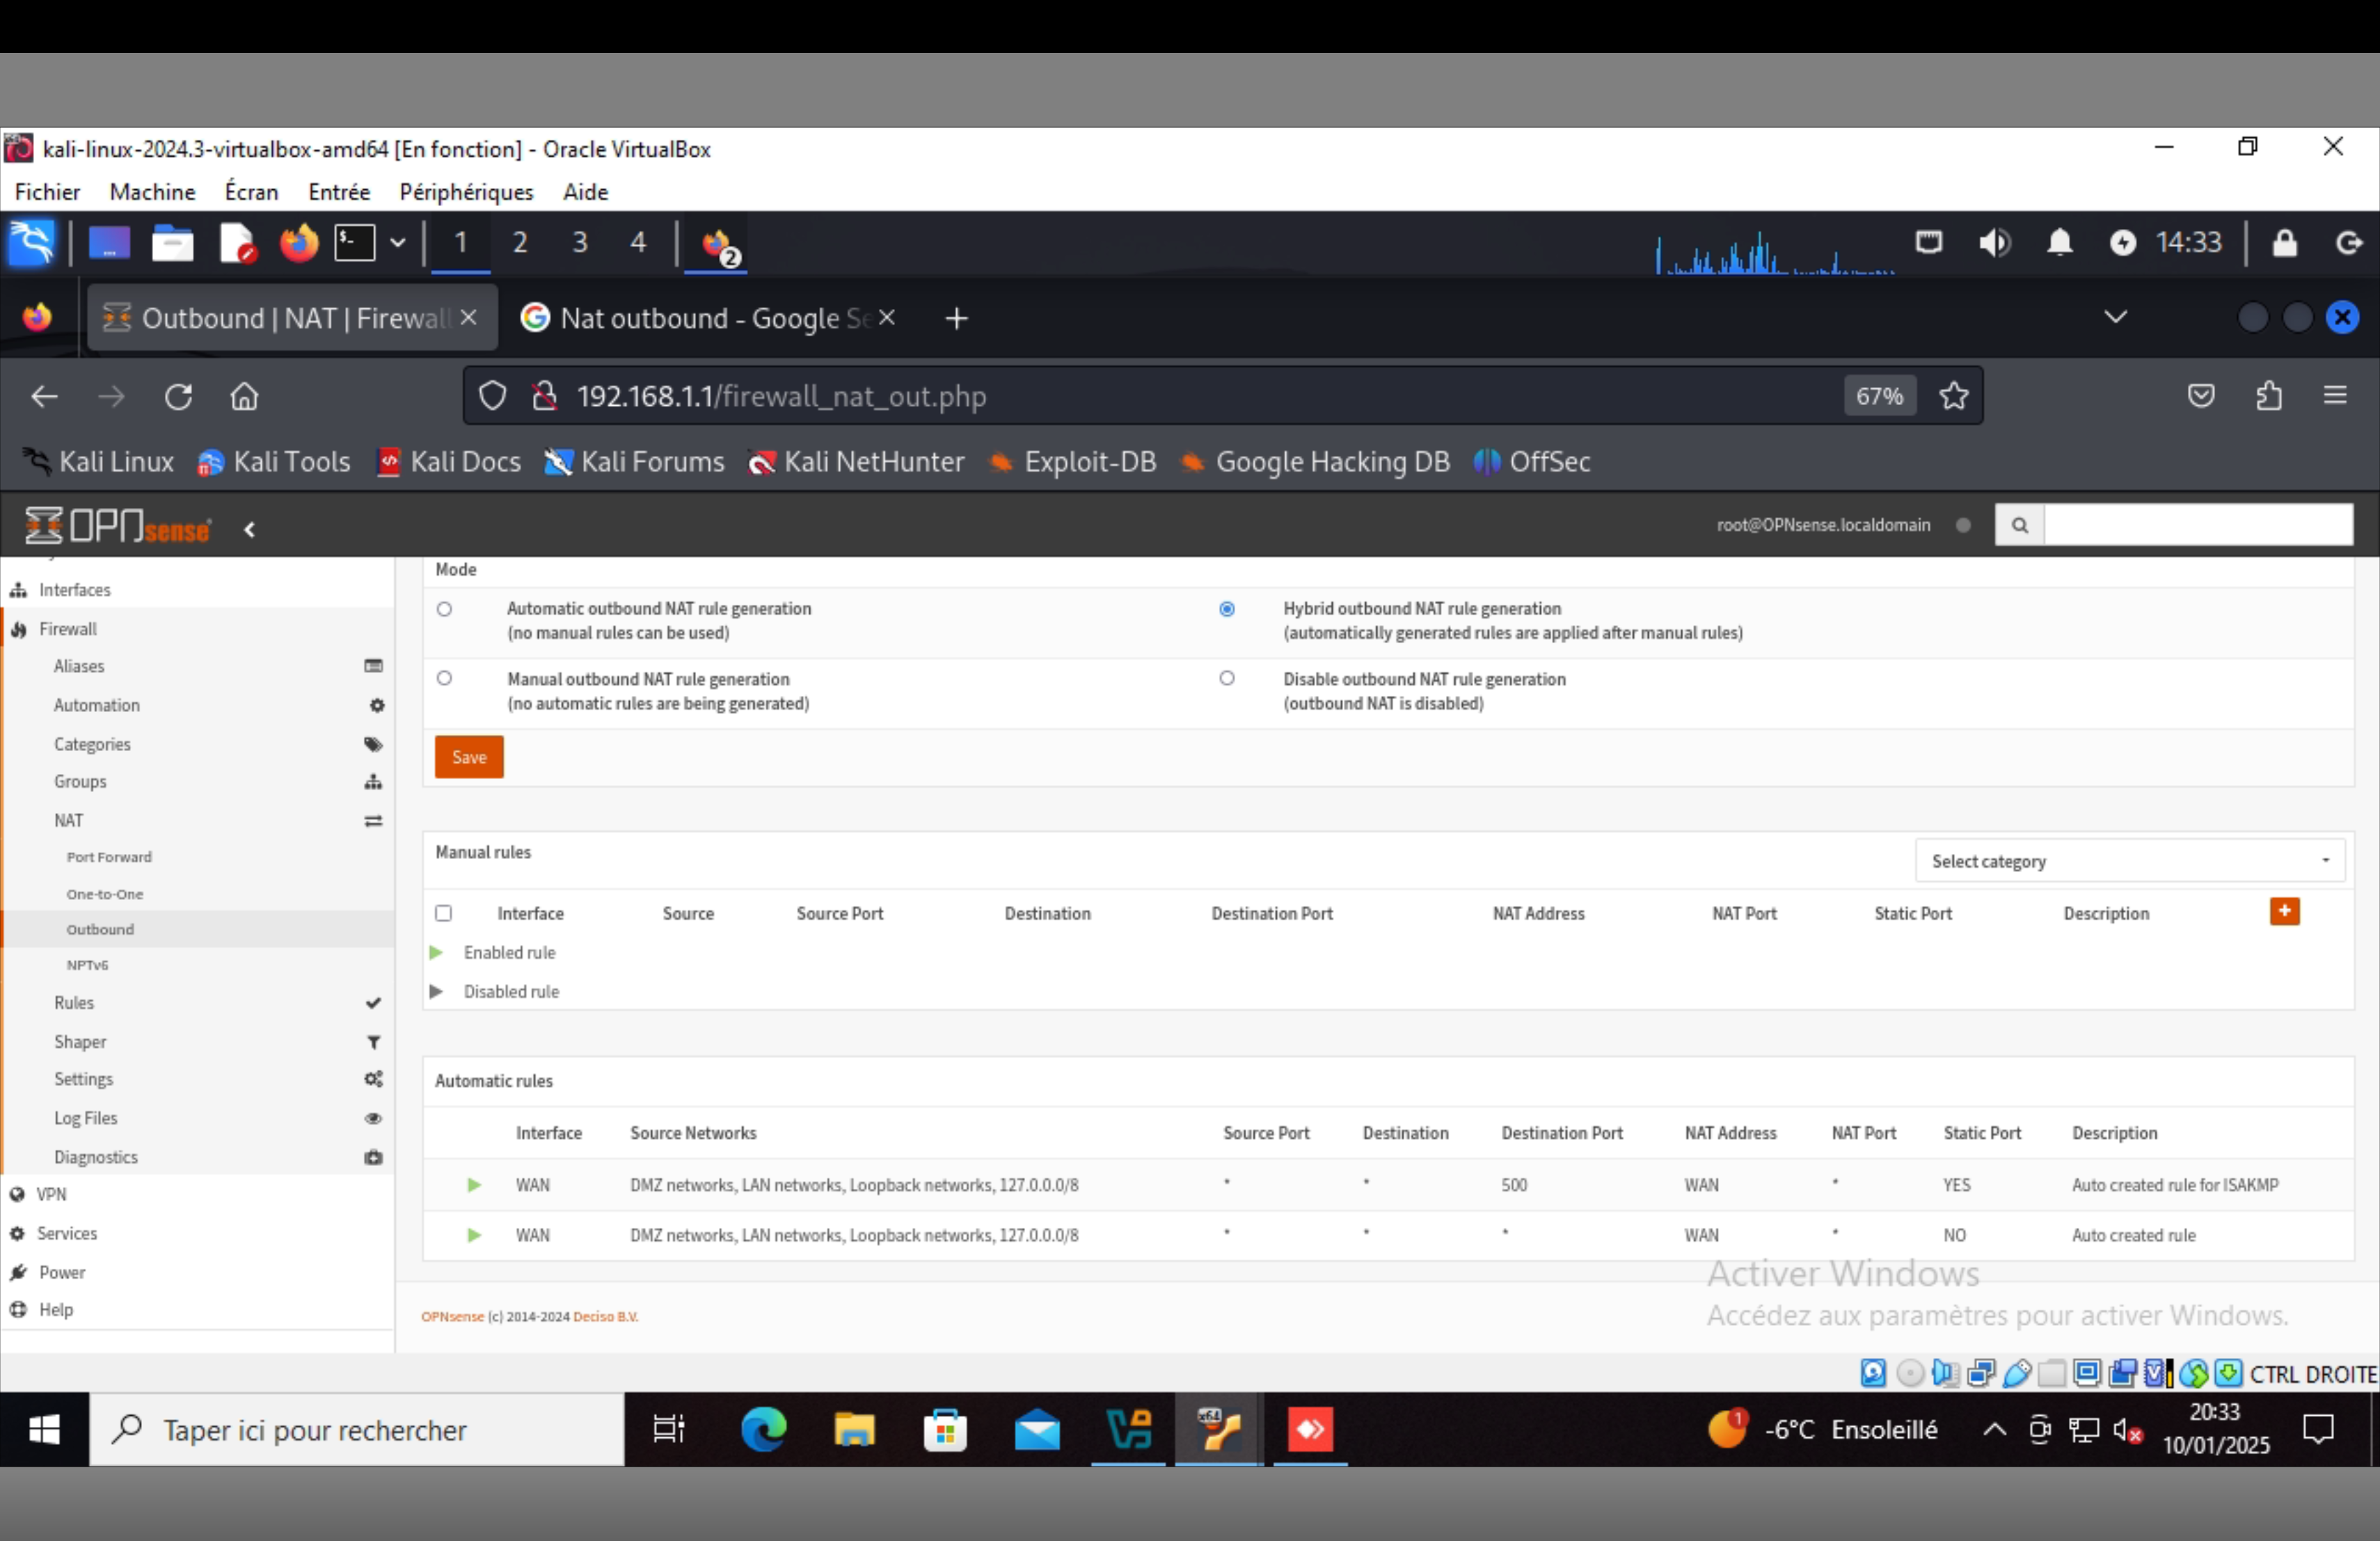 kali-linux-2024.3-virtualbox-amd64 [En fonction] - Oracle VirtualBox
Fichier Machine Écran Entrée Périphériques Aide
1 2 3 4 2 14:33
Outbound | NAT | Firewall Nat outbound - Google Se
192.168.1.1/firewall_nat_out.php 67%
Kali Linux Kali Tools Kali Docs Kali Forums Kali NetHunter Exploit-DB Google Hacking DB OffSec
OPNsense root@OPNsense.localdomain
Interfaces
Firewall
Aliases
Automation
Categories
Groups
NAT
Port Forward
One-to-One
Outbound
NPTv6
Rules
Shaper
Settings
Log Files
Diagnostics
VPN
Services
Power
Help
Mode
Automatic outbound NAT rule generation
(no manual rules can be used)
Hybrid outbound NAT rule generation
(automatically generated rules are applied after manual rules)
Manual outbound NAT rule generation
(no automatic rules are being generated)
Disable outbound NAT rule generation
(outbound NAT is disabled)
Save
Manual rules Select category
Interface Source Source Port Destination Destination Port NAT Address NAT Port Static Port Description
Enabled rule
Disabled rule
Automatic rules
Interface Source Networks Source Port Destination Destination Port NAT Address NAT Port Static Port Description
WAN DMZ networks, LAN networks, Loopback networks, 127.0.0.0/8 * * 500 WAN * YES Auto created rule for ISAKMP
WAN DMZ networks, LAN networks, Loopback networks, 127.0.0.0/8 * * * WAN * NO Auto created rule
Activer Windows
Accédez aux paramètres pour activer Windows.
OPNsense (c) 2014-2024 Deciso B.V.
CTRL DROITE
Taper ici pour rechercher x64 1 -6°C Ensoleillé 20:33
10/01/2025